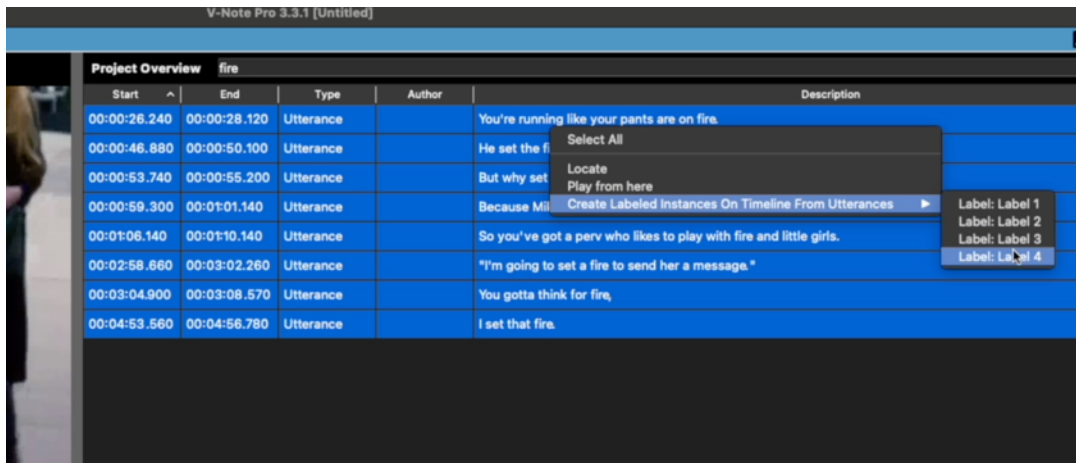 V-Note Pro 3.3.1 [Untitled]
Project Overview fire
Start End Type Author Description
00:00:26.240 00:00:28.120 Utterance You're running like your pants are on fire.
00:00:46.880 00:00:50.100 Utterance He set the
00:00:53.740 00:00:55.200 Utterance But why set
00:00:59.300 00:01:01.140 Utterance Because
00:01:06.140 00:01:10.140 Utterance So you've got a perv who likes to play with fire and little girls.
00:02:58.660 00:03:02.260 Utterance "I'm going to set a fire to send her a message."
00:03:04.900 00:03:08.570 Utterance You gotta think for fire,
00:04:53.560 00:04:56.780 Utterance I set that fire.
Select All
Locate
Play from here
Create Labeled Instances On Timeline From Utterances
Label: Label 1
Label: Label 2
Label: Label 3
Label: Label 4